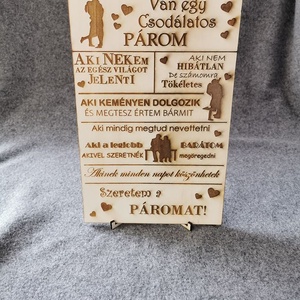 Van egy
Csodálatos
PÁROM
Aki NEKem
az egész világot
jelenti
AKI NEM
HIBÁTLAN
De számomra
Tökéletes
AKI KEMÉNYEN DOLGOZIK
ÉS MEGTESZ ÉRTEM BÁRMIT
Aki mindig megtud nevettetni
Aki a legjobb BARÁTOM
AKIVEL SZERETNÉK megöregedni
Akinek minden napot köszönhetek
Szeretem a
PÁROMAT!